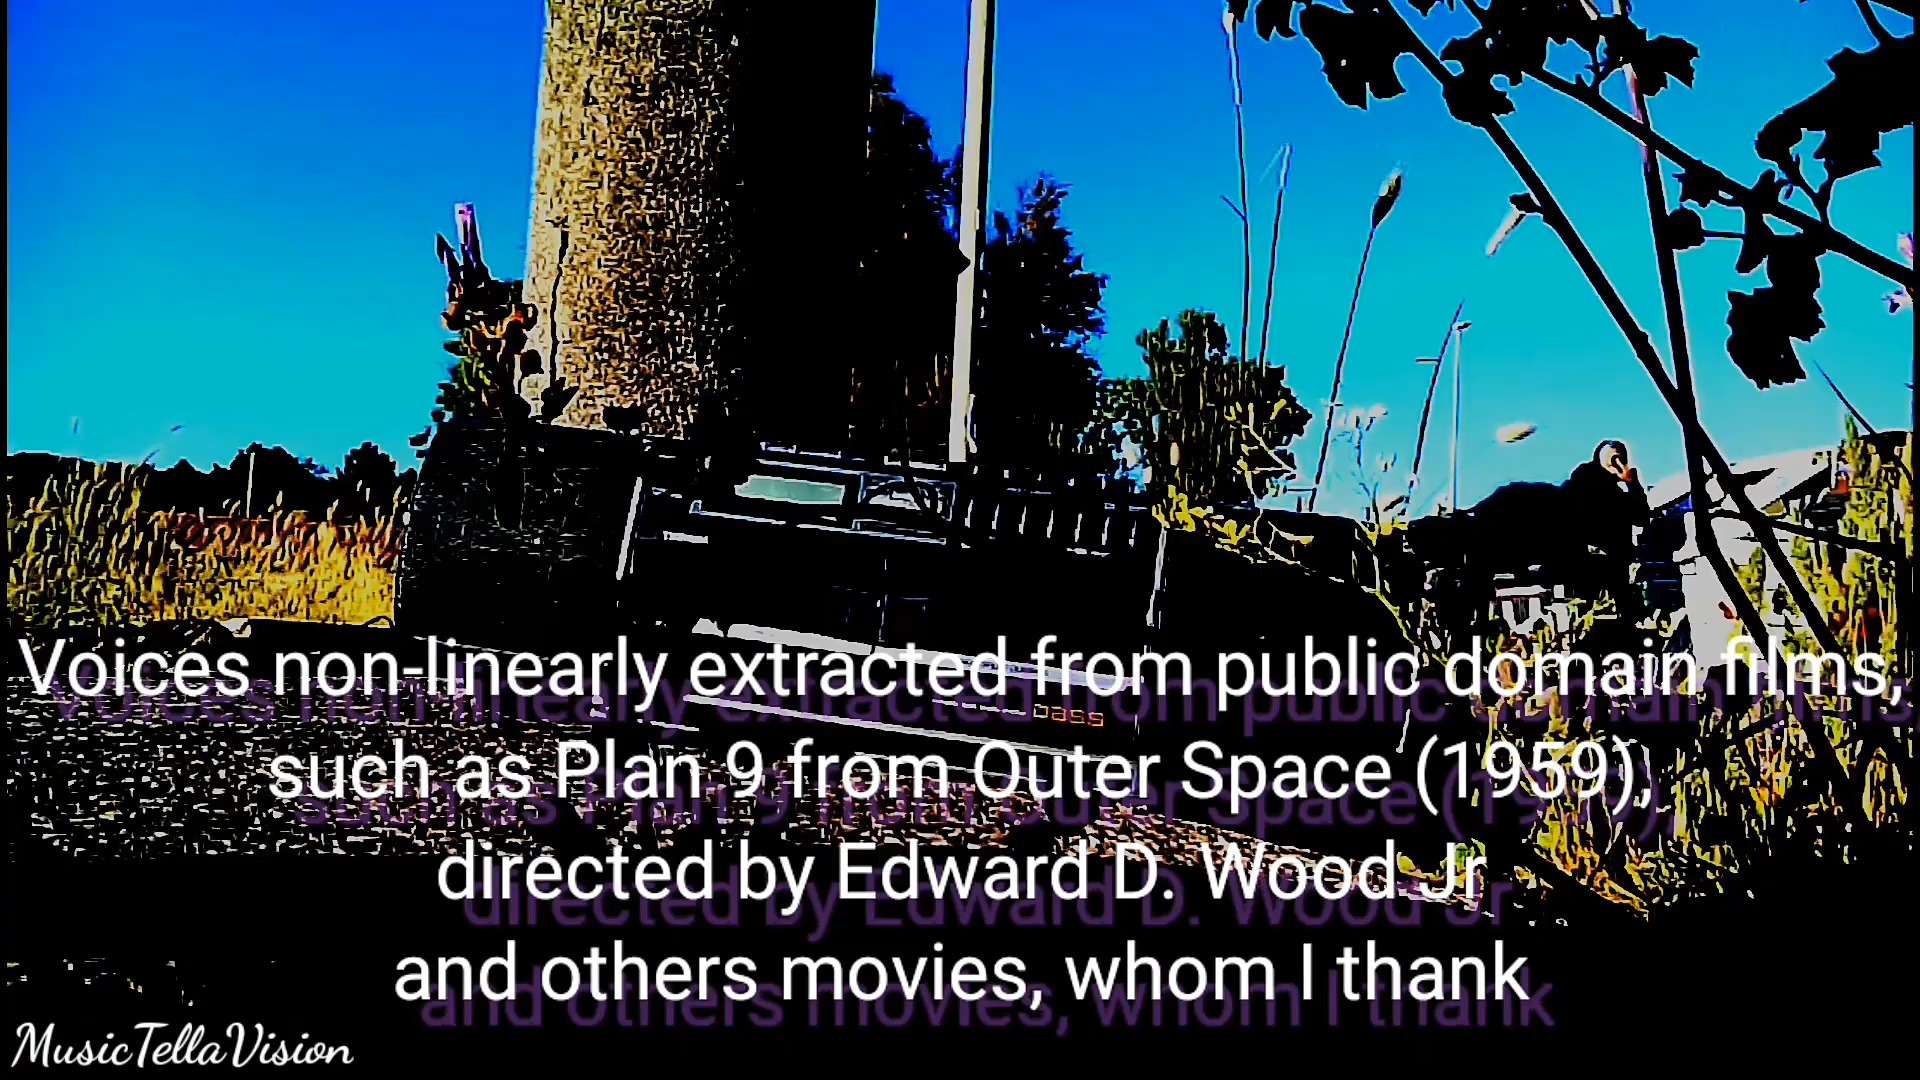 Voices non-linearly extracted from public domain films,
such as Plan 9 from Outer Space (1959),
directed by Edward D. Wood Jr
and others movies, whom I thank
MusicTellaVision